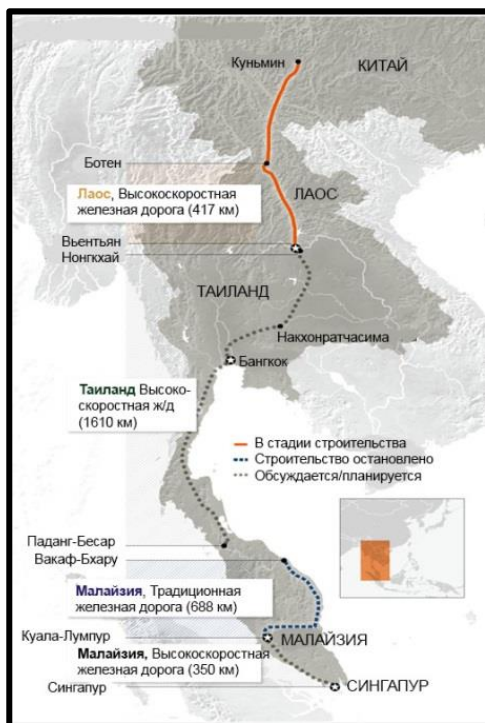 Куньмин
КИТАЙ
Ботен
ЛАОС
Лаос, Высокоскоростная
железная дорога (417 км)
Вьентьян
Нонгкхай
ТАИЛАНД
Накхонратчасима
Бангкок
Таиланд Высоко-
скоростная ж/д
(1610 км)
В стадии строительства
Строительство остановлено
Обсуждается/планируется
Паданг-Бесар
Вакаф-Бхару
Малайзия, Традиционная
железная дорога (688 км)
Куала-Лумпур
МАЛАЙЗИЯ
Малайзия, Высокоскоростная
железная дорога (350 км)
Сингапур
СИНГАПУР